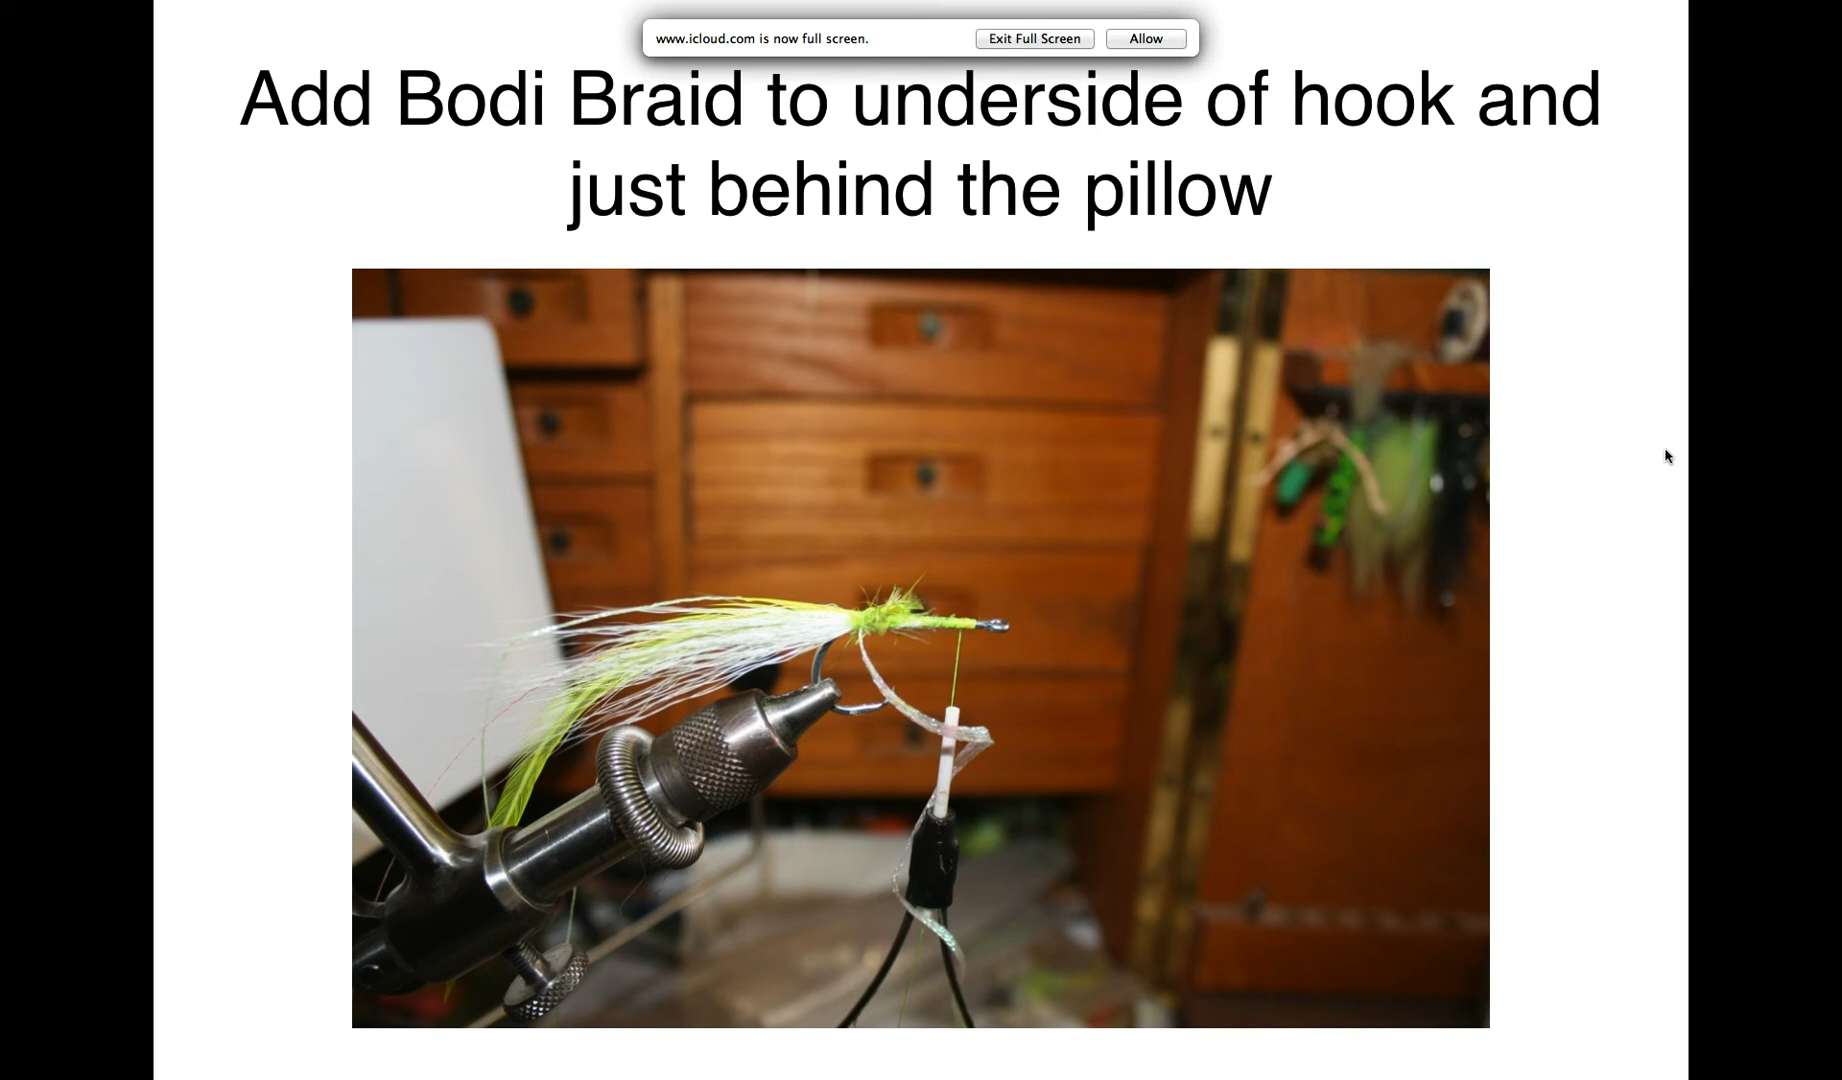 www.icloud.com is now full screen. Exit Full Screen Allow
Add Bodi Braid to underside of hook and
just behind the pillow